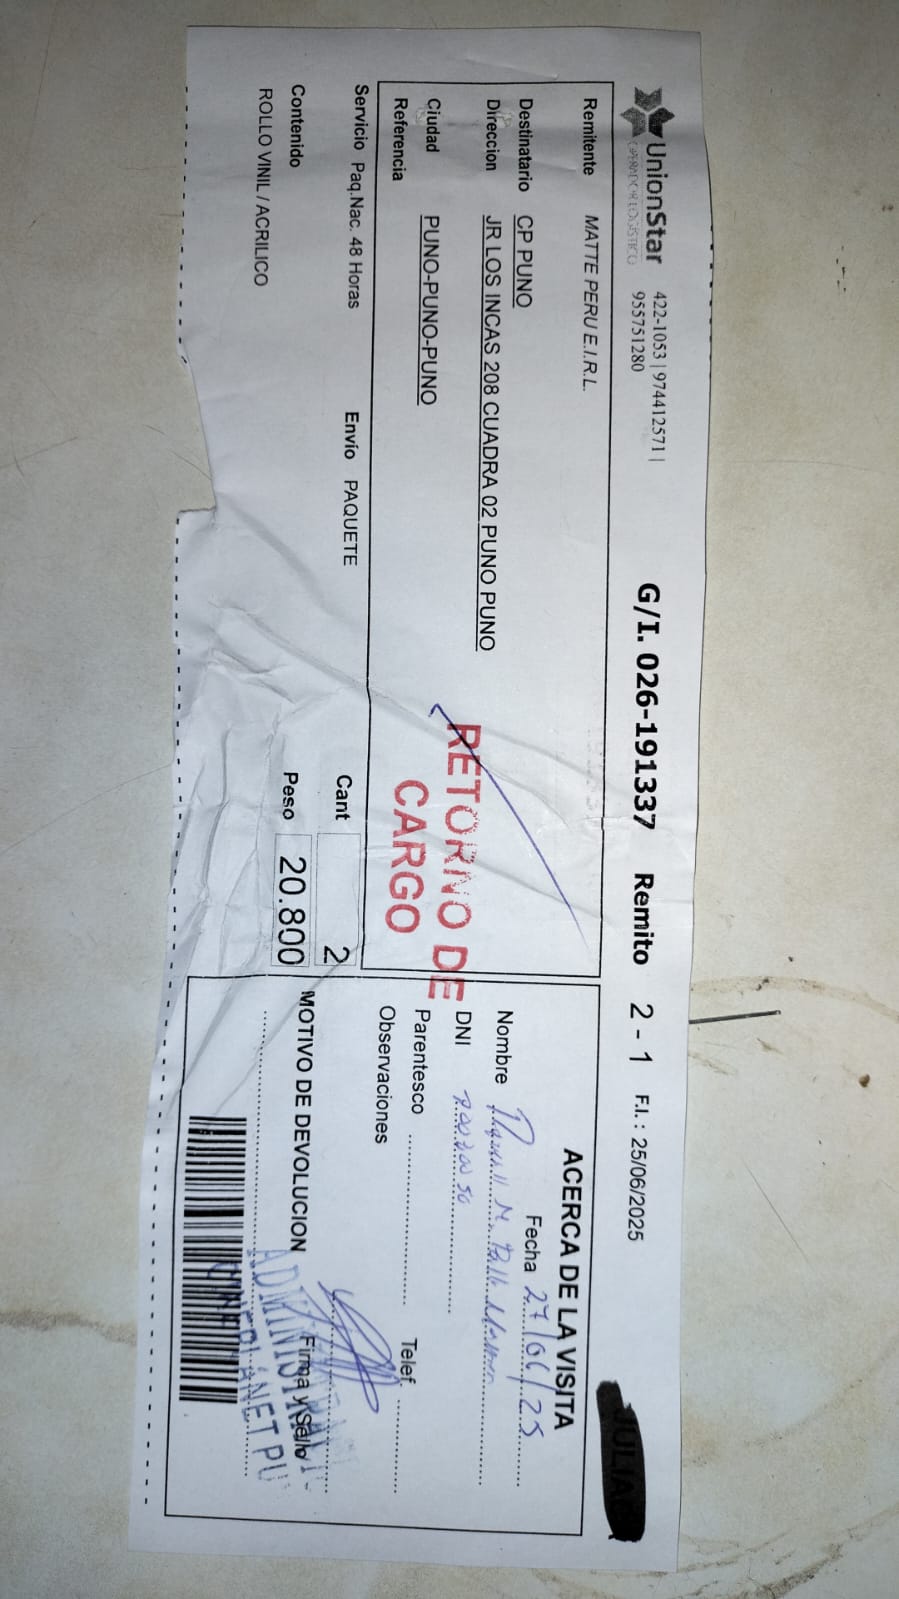 UnionStar
OPERADOR LOGÍSTICO
422-1053 | 974412571 |
955751280
G/I. 026-191337 Remito 2 - 1 F.I.: 25/06/2025
Remitente MATTE PERU E.I.R.L.
Destinatario CP PUNO
Direccion JR LOS INCAS 208 CUADRA 02 PUNO PUNO
Ciudad PUNO-PUNO-PUNO
Referencia
RETORNO DE
CARGO
Servicio Paq.Nac. 48 Horas Envío PAQUETE Cant 2
Contenido Peso 20.800
ROLLO VINIL / ACRILICO
ACERCA DE LA VISITA
Fecha 27/06/25
Nombre
DNI
Parentesco Telef.
Observaciones
MOTIVO DE DEVOLUCION Firma y Sello